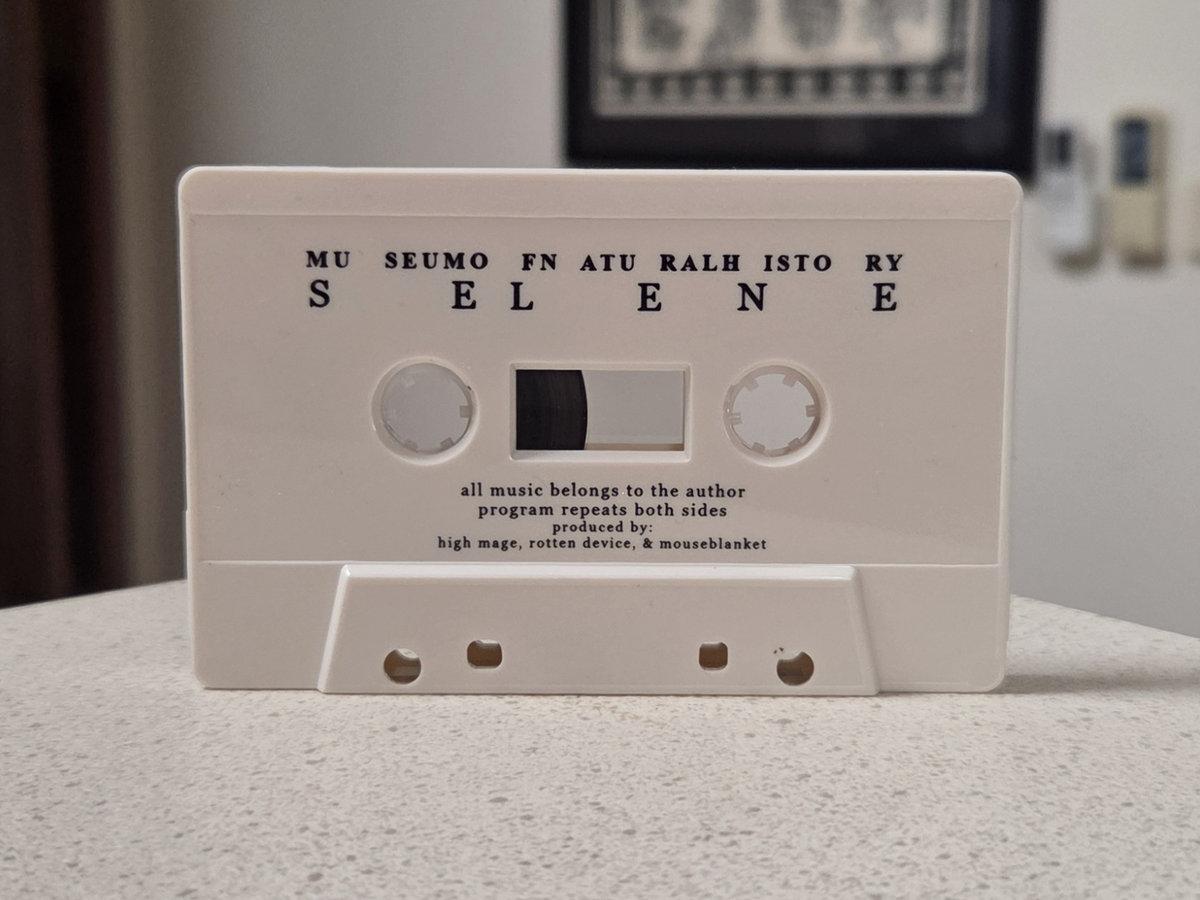 MU SEUMO FN ATU RALH ISTO RY
S E L E N E
all music belongs to the author
program repeats both sides
produced by:
high mage, rotten device, & mouseblanket